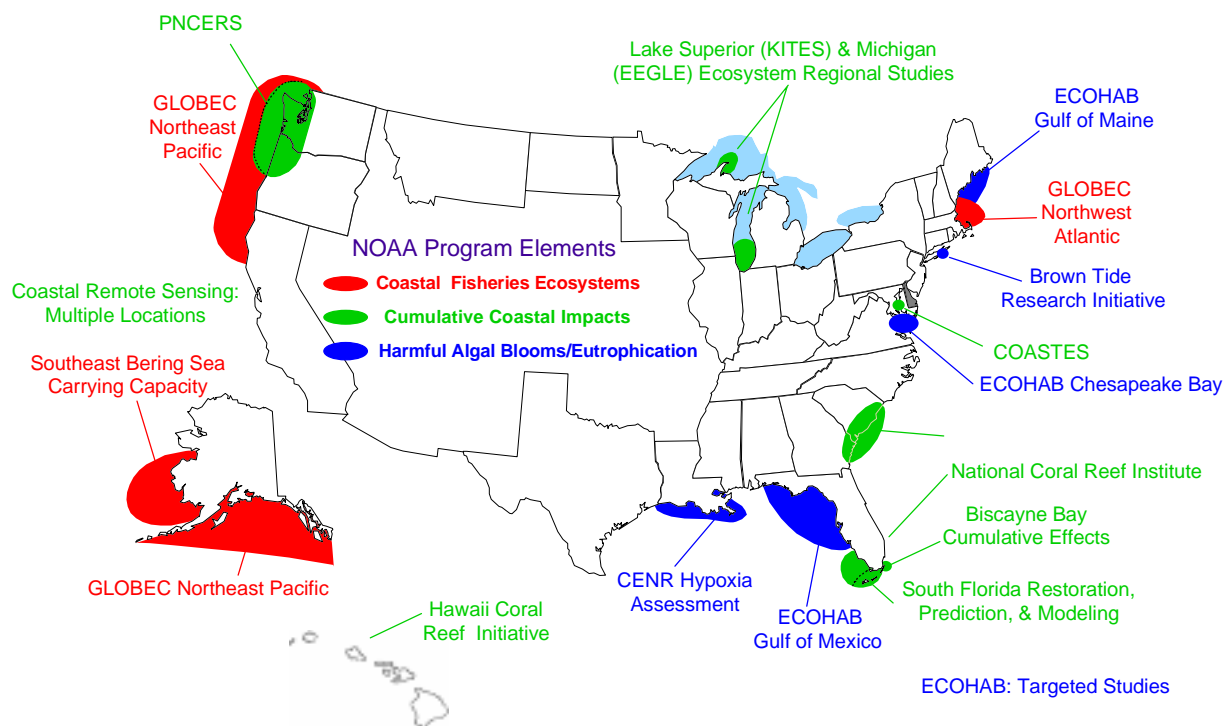 PNCERS
Lake Superior (KITES) & Michigan
(EEGLE) Ecosystem Regional Studies
GLOBEC
Northeast
Pacific
ECOHAB
Gulf of Maine
GLOBEC
Northwest
Atlantic
NOAA Program Elements
Coastal Fisheries Ecosystems
Cumulative Coastal Impacts
Harmful Algal Blooms/Eutrophication
Brown Tide
Research Initiative
Coastal Remote Sensing:
Multiple Locations
COASTES
ECOHAB Chesapeake Bay
Southeast Bering Sea
Carrying Capacity
National Coral Reef Institute
Biscayne Bay
Cumulative Effects
GLOBEC Northeast Pacific
CENR Hypoxia
Assessment
South Florida Restoration,
Prediction, & Modeling
Hawaii Coral
Reef Initiative
ECOHAB
Gulf of Mexico
ECOHAB: Targeted Studies